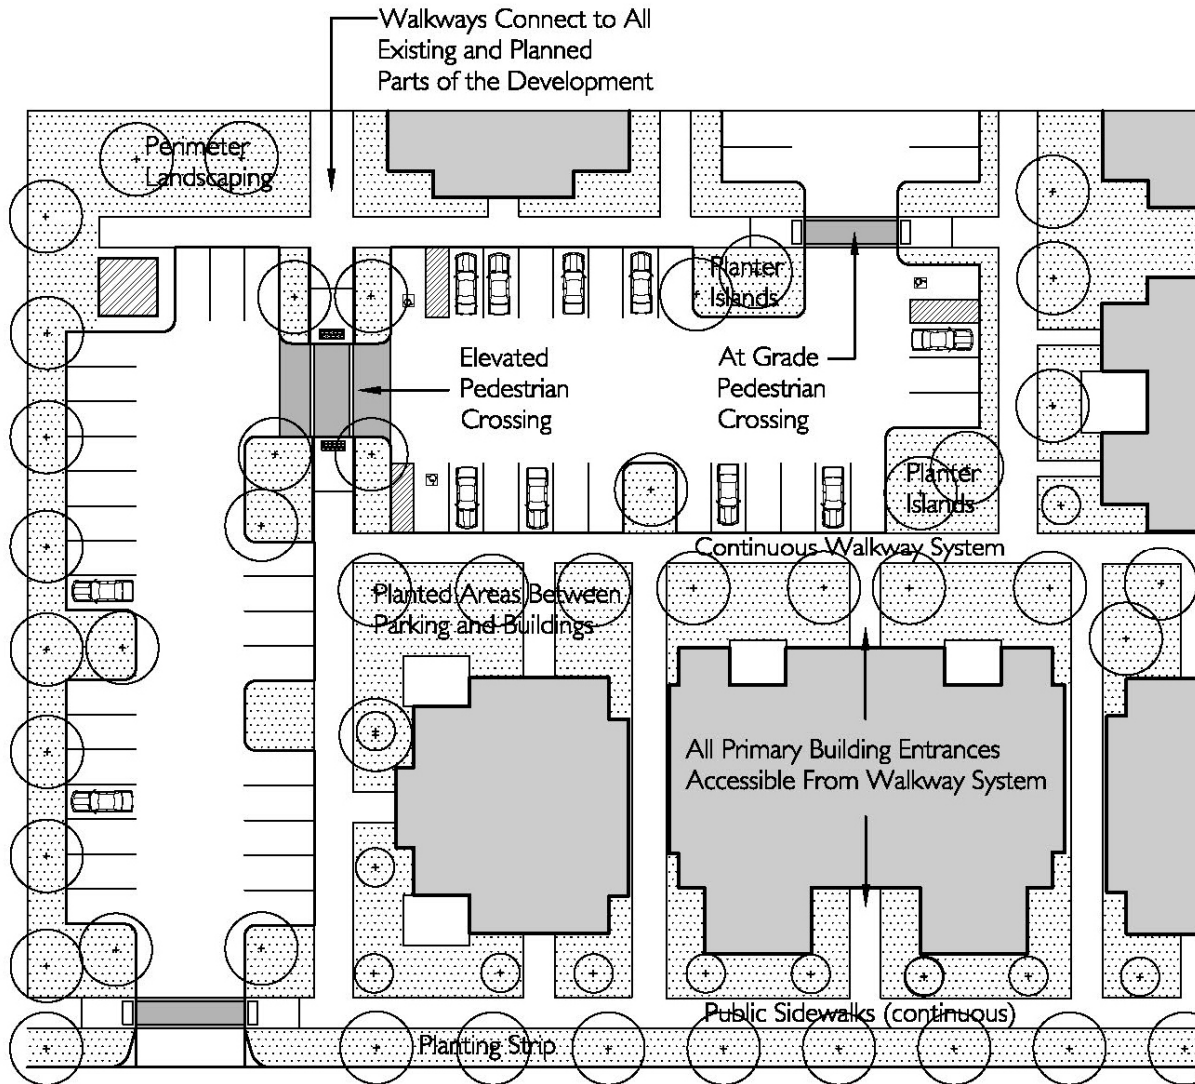 Walkways Connect to All
Existing and Planned
Parts of the Development
Perimeter
Landscaping
Planter
Islands
Elevated
Pedestrian
Crossing
At Grade
Pedestrian
Crossing
Planter
Islands
Continuous Walkway System
Planted Areas Between
Parking and Buildings
All Primary Building Entrances
Accessible From Walkway System
Public Sidewalks (continuous)
Planting Strip